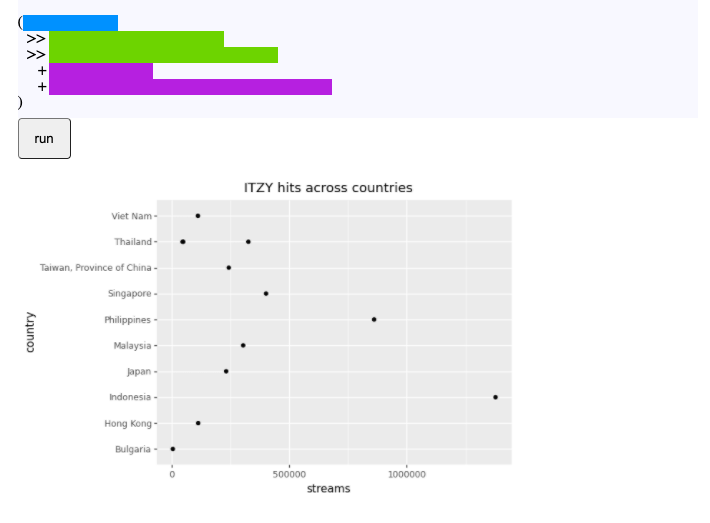 (
>>
>>
+
+
)
run
ITZY hits across countries
Viet Nam
Thailand
Taiwan, Province of China
Singapore
Philippines
Malaysia
Japan
Indonesia
Hong Kong
Bulgaria
country
0 500000 1000000
streams